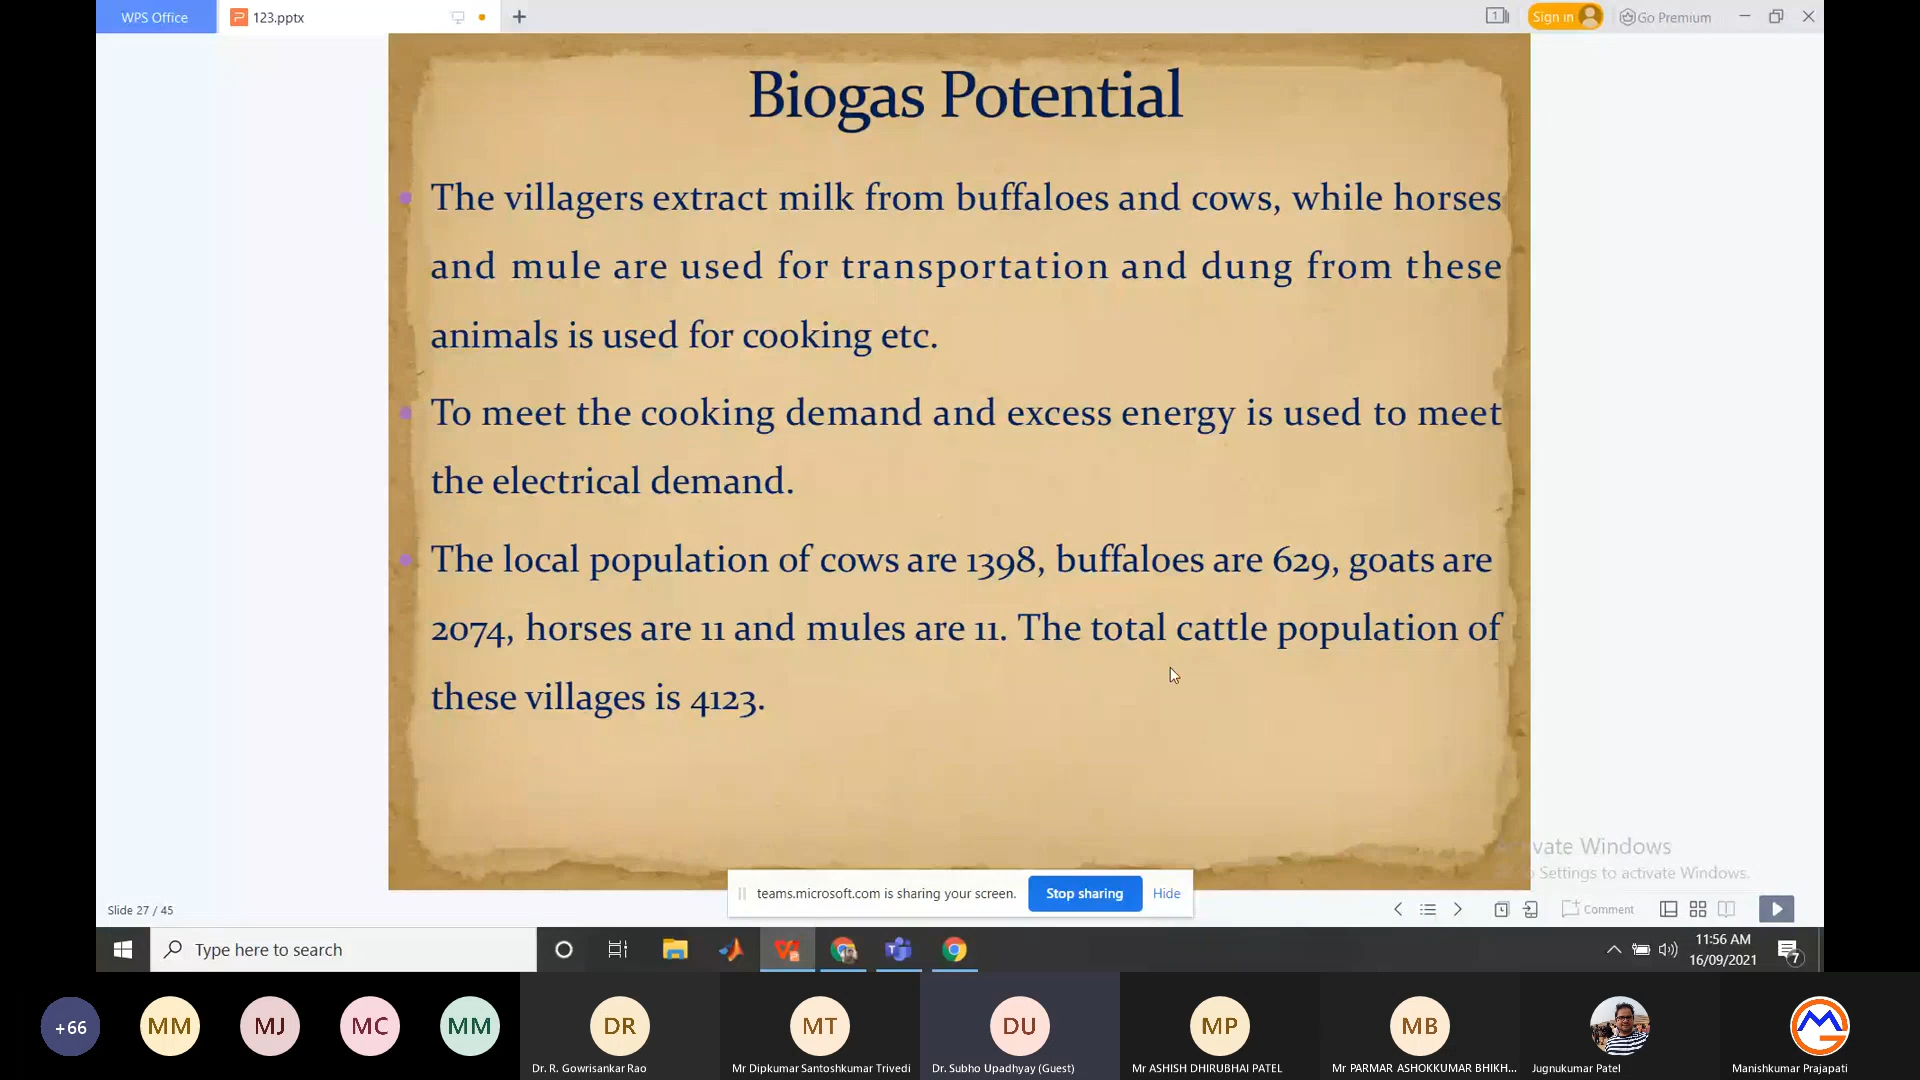 WPS Office
123.pptx
1
Sign in
Go Premium
Biogas Potential
The villagers extract milk from buffaloes and cows, while horses
and mule are used for transportation and dung from these
animals is used for cooking etc.
To meet the cooking demand and excess energy is used to meet
the electrical demand.
The local population of cows are 1398, buffaloes are 629, goats are
2074, horses are 11 and mules are 11. The total cattle population of
these villages is 4123.
vate Windows
Settings to activate Windows.
teams.microsoft.com is sharing your screen.
Stop sharing
Hide
Slide 27 / 45
Comment
Type here to search
11:56 AM
16/09/2021
7
+66
MM
MJ
MC
MM
DR
MT
DU
MP
MB
Dr. R. Gowrisankar Rao
Mr Dipkumar Santoshkumar Trivedi
Dr. Subho Upadhyay (Guest)
Mr ASHISH DHIRUBHAI PATEL
Mr PARMAR ASHOKKUMAR BHIKH...
Jugnukumar Patel
Manishkumar Prajapati